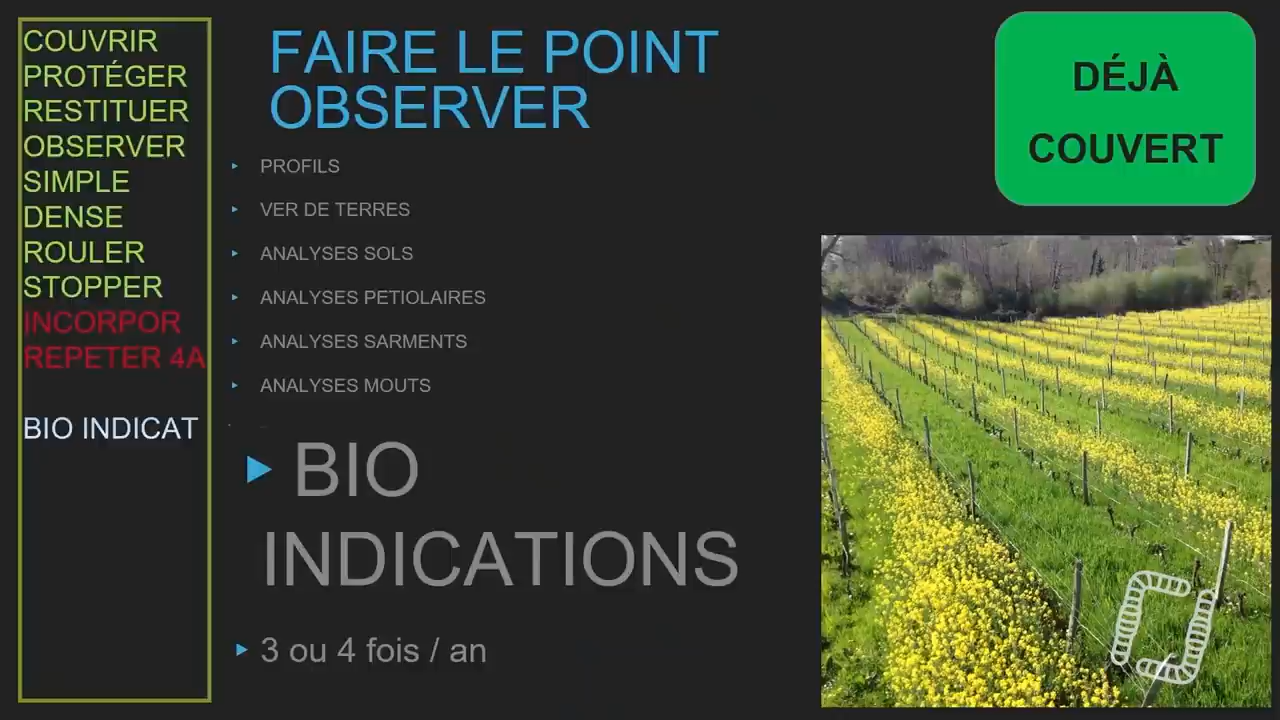 COUVRIR
PROTÉGER
RESTITUER
OBSERVER
SIMPLE
DENSE
ROULER
STOPPER
INCORPOR
REPETER 4A
BIO INDICAT
FAIRE LE POINT
OBSERVER
PROFILS
VER DE TERRES
ANALYSES SOLS
ANALYSES PETIOLAIRES
ANALYSES SARMENTS
ANALYSES MOUTS
BIO
INDICATIONS
3 ou 4 fois / an
DÉJÀ
COUVERT